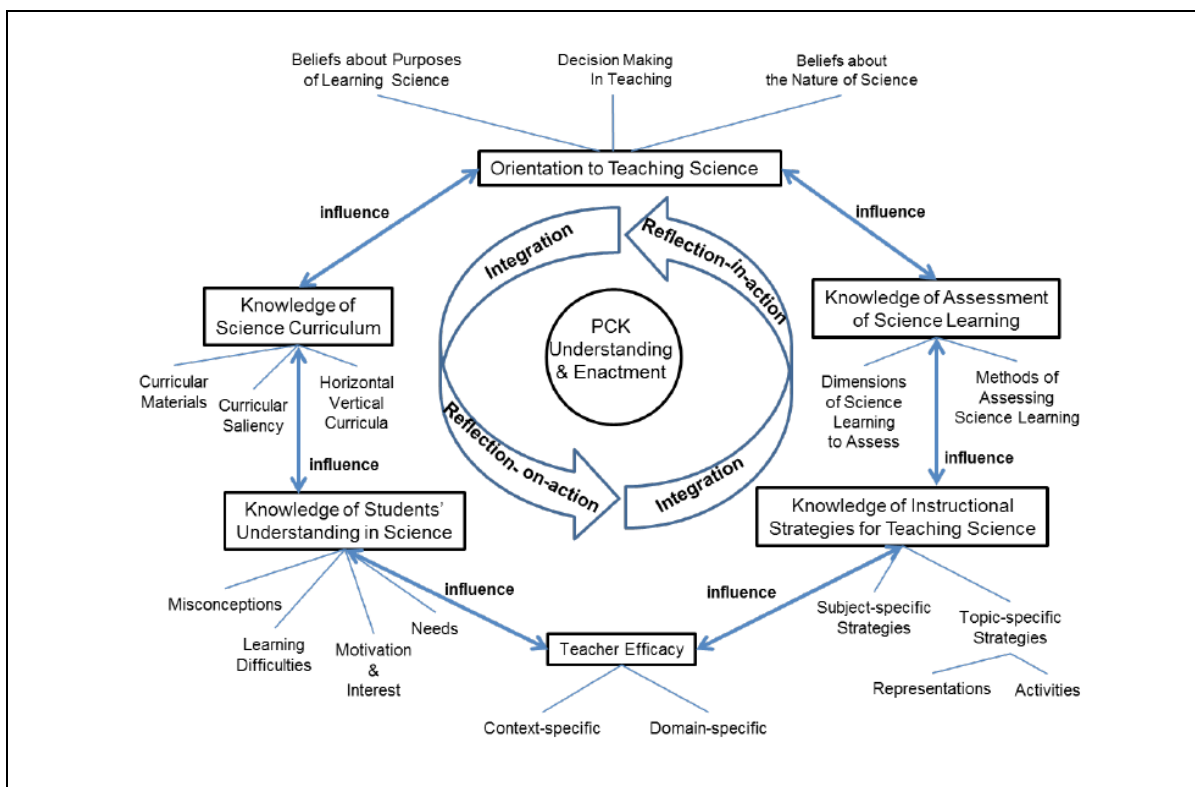 Beliefs about Purposes
of Learning Science
Decision Making
In Teaching
Beliefs about
the Nature of Science
Orientation to Teaching Science
influence
influence
Integration
Reflection-in-action
Knowledge of
Science Curriculum
PCK
Understanding
& Enactment
Knowledge of Assessment
of Science Learning
Curricular
Materials
Curricular
Saliency
Horizontal
Vertical
Curricula
Dimensions
of Science
Learning
to Assess
Methods of
Assessing
Science Learning
influence
influence
Reflection- on-action
Integration
Knowledge of Students'
Understanding in Science
Knowledge of Instructional
Strategies for Teaching Science
Misconceptions
Learning
Difficulties
Motivation
&
Interest
Needs
influence
influence
Teacher Efficacy
Subject-specific
Strategies
Topic-specific
Strategies
Representations
Activities
Context-specific
Domain-specific